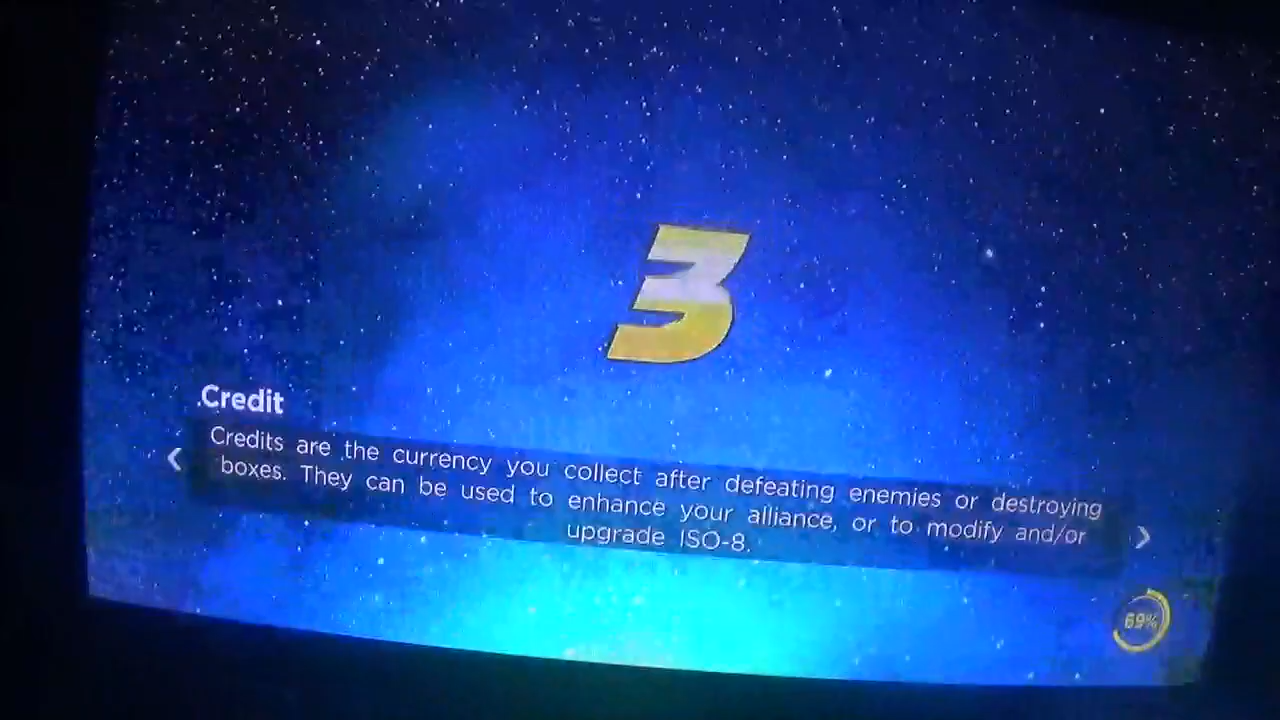 3
Credit
Credits are the currency you collect after defeating enemies or destroying
boxes. They can be used to enhance your alliance, or to modify and/or
upgrade ISO-8.
69%